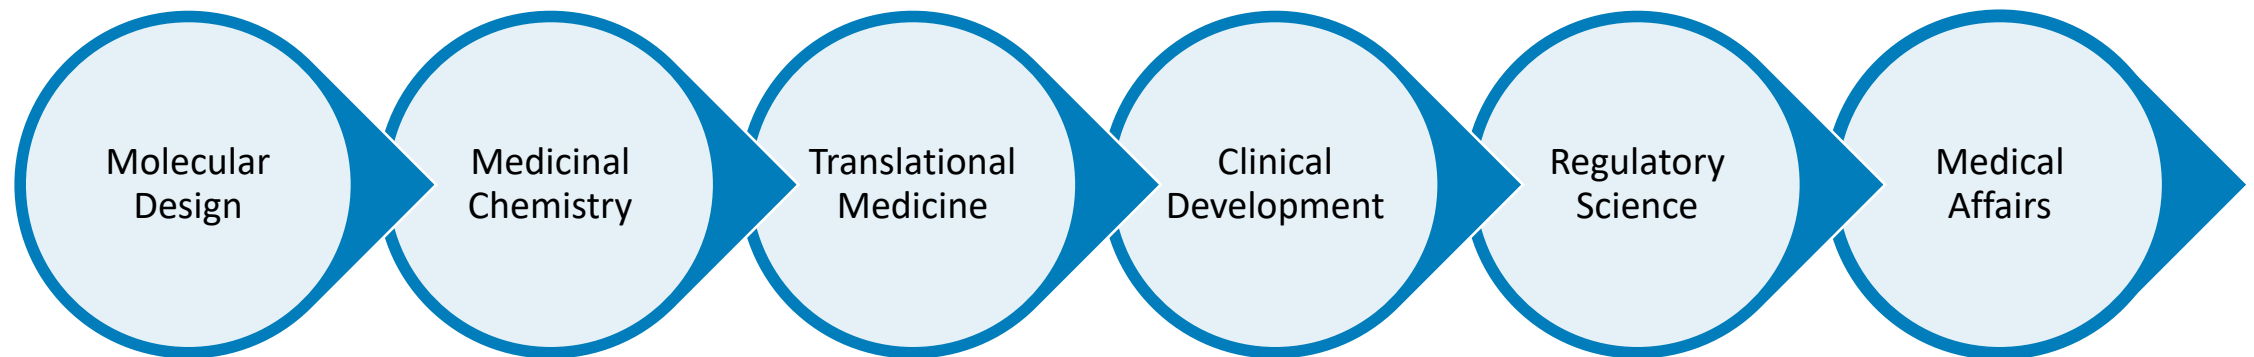 Molecular
Design
Medicinal
Chemistry
Translational
Medicine
Clinical
Development
Regulatory
Science
Medical
Affairs